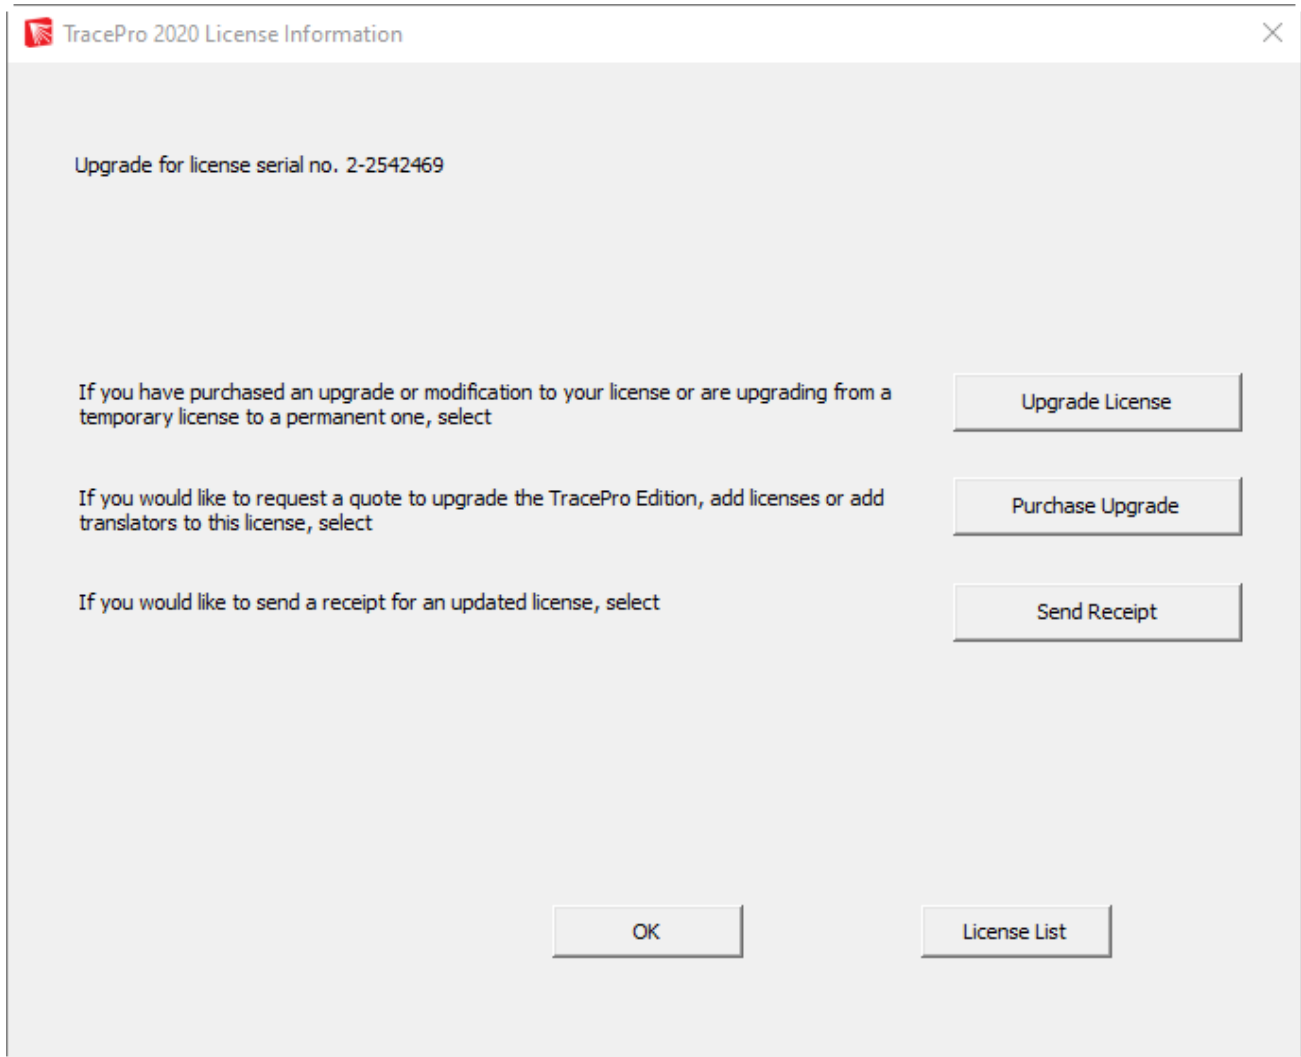 TracePro 2020 License Information
Upgrade for license serial no. 2-2542469
If you have purchased an upgrade or modification to your license or are upgrading from a
temporary license to a permanent one, select
Upgrade License
If you would like to request a quote to upgrade the TracePro Edition, add licenses or add
translators to this license, select
Purchase Upgrade
If you would like to send a receipt for an updated license, select
Send Receipt
OK
License List